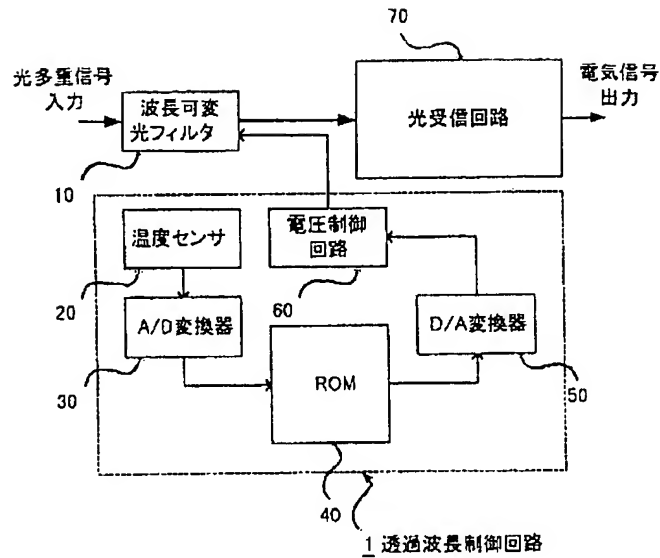 70
光多重信号
入力
波長可変
光フィルタ
光受信回路
電気信号
出力
10
温度センサ
電圧制御
回路
20
60
A/D変換器
D/A変換器
30
ROM
50
40
1 透過波長制御回路